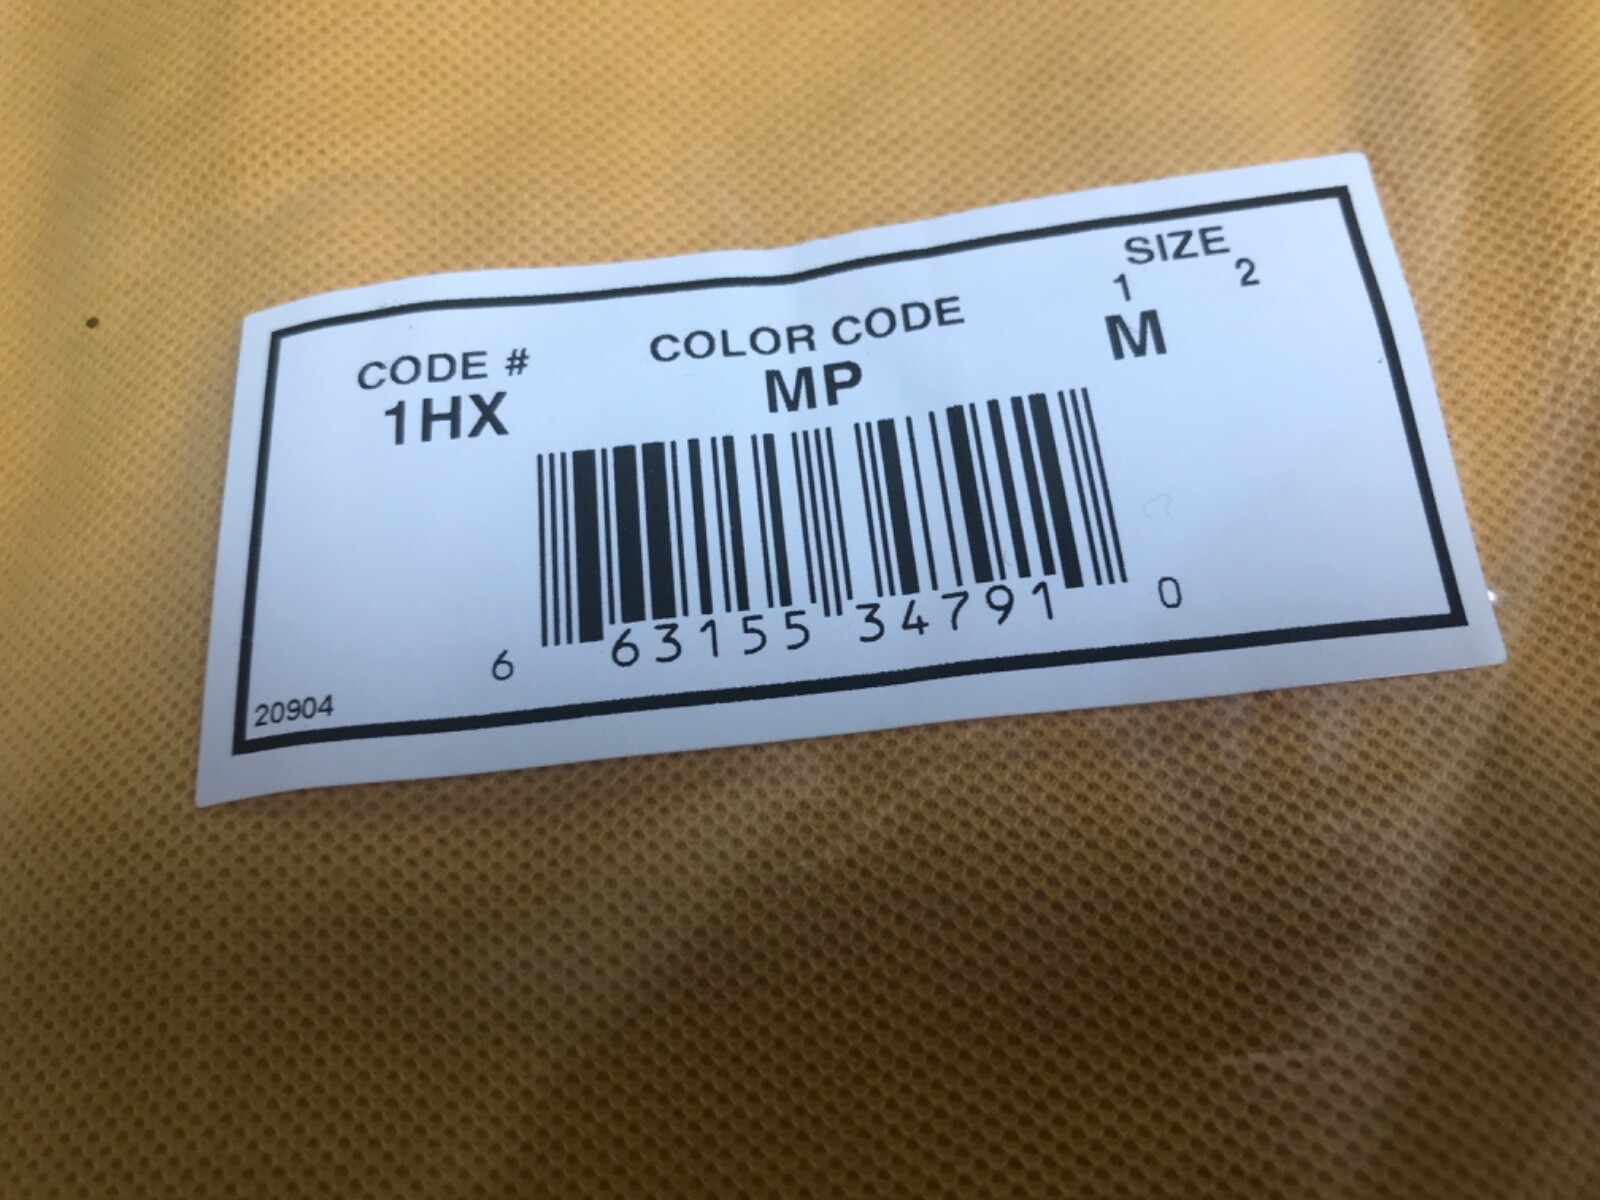 SIZE
1 2
CODE # COLOR CODE M
1HX MP
6 63155 34791 0
20904